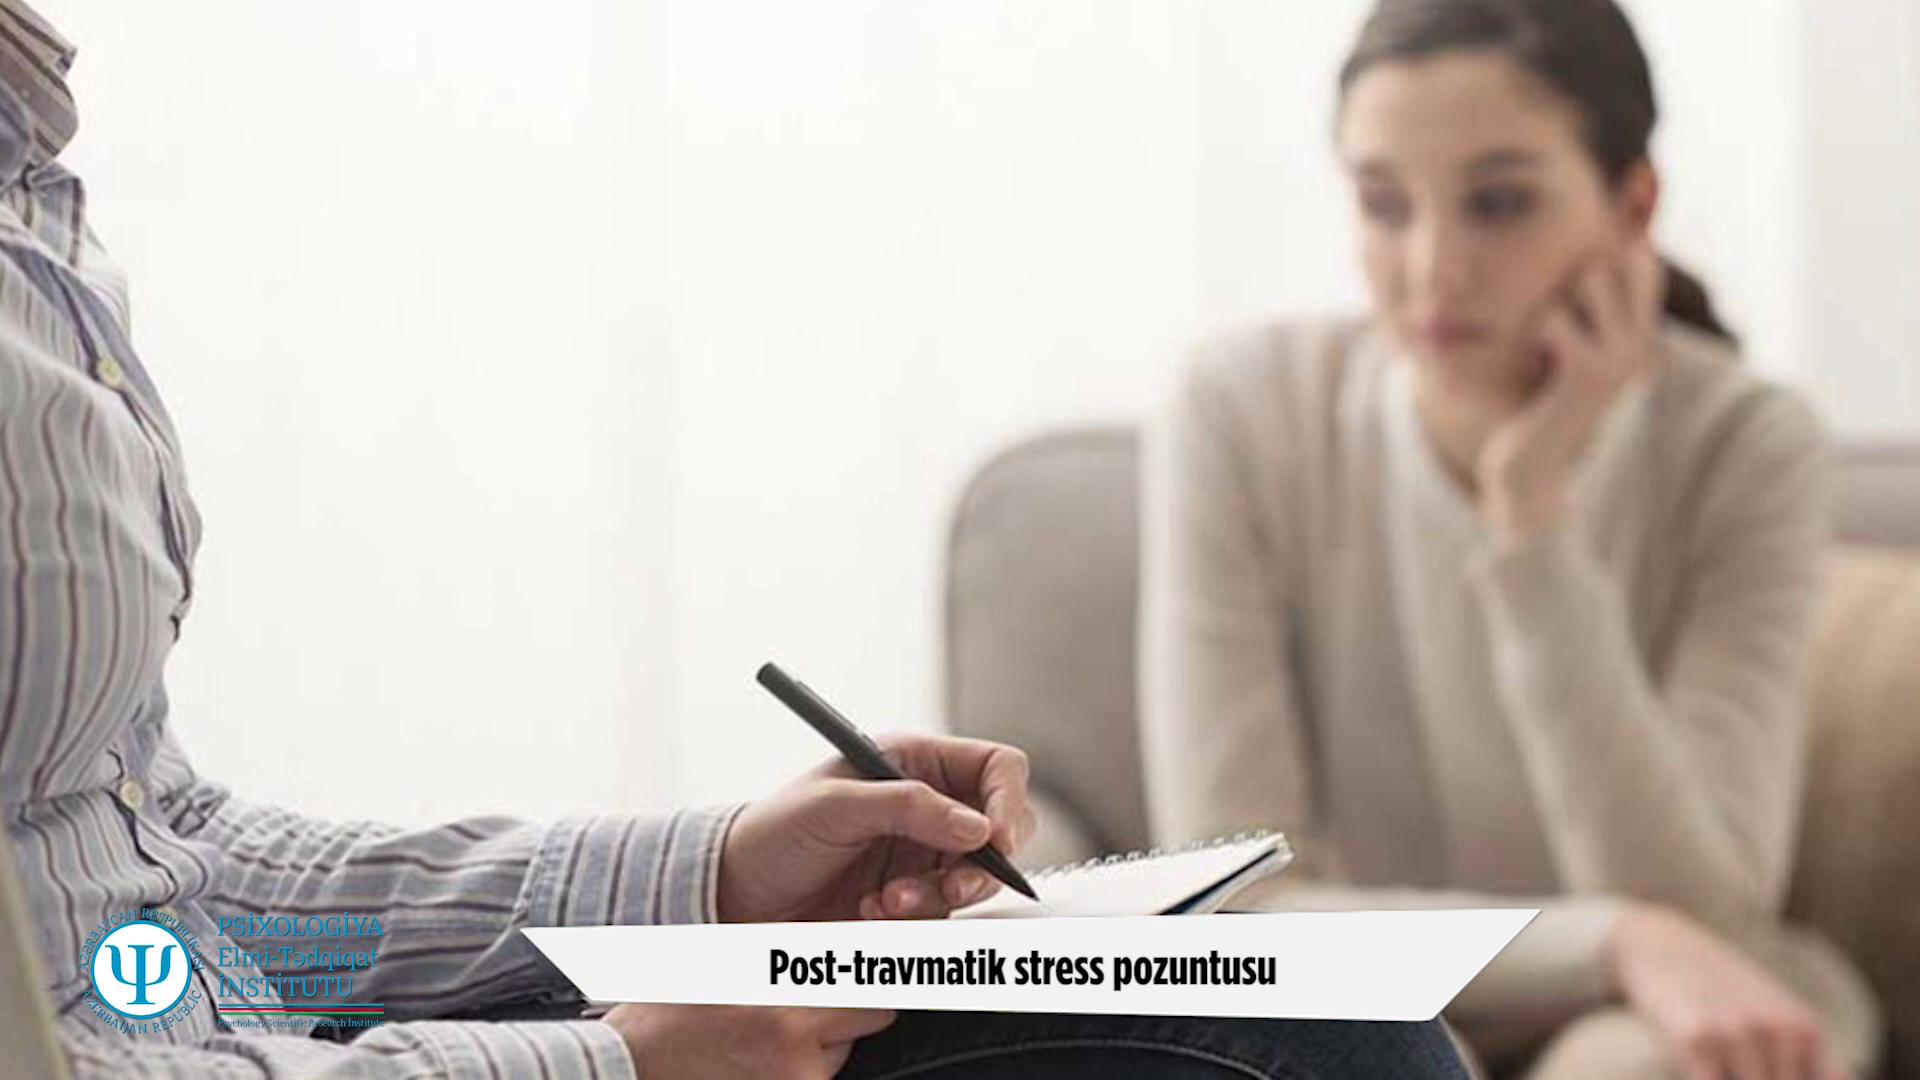 AZƏRBAYCAN RESPUBLİKASI
PSİXOLOGİYA
Elmi-Tədqiqat
İNSTİTUTU
Psychology Scientific Research Institute
AZERBAIJAN REPUBLIC
Post-travmatik stress pozuntusu